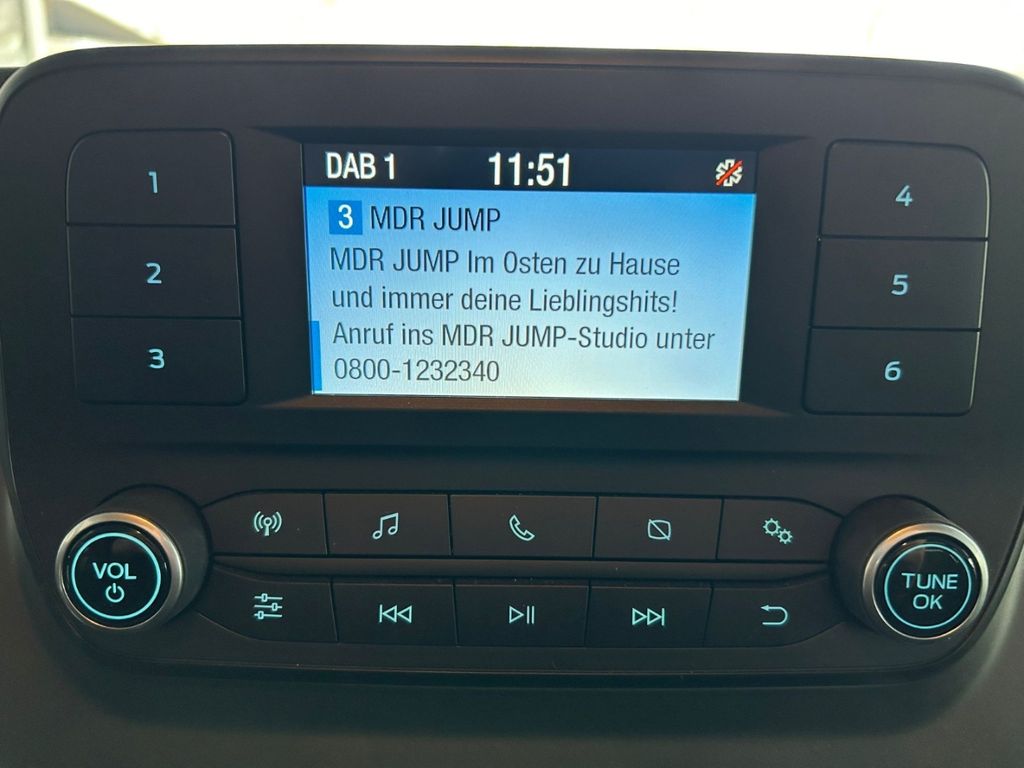 DAB 1 11:51
3 MDR JUMP
MDR JUMP Im Osten zu Hause
und immer deine Lieblingshits!
Anruf ins MDR JUMP-Studio unter
0800-1232340
1
2
3
4
5
6
VOL
TUNE
OK